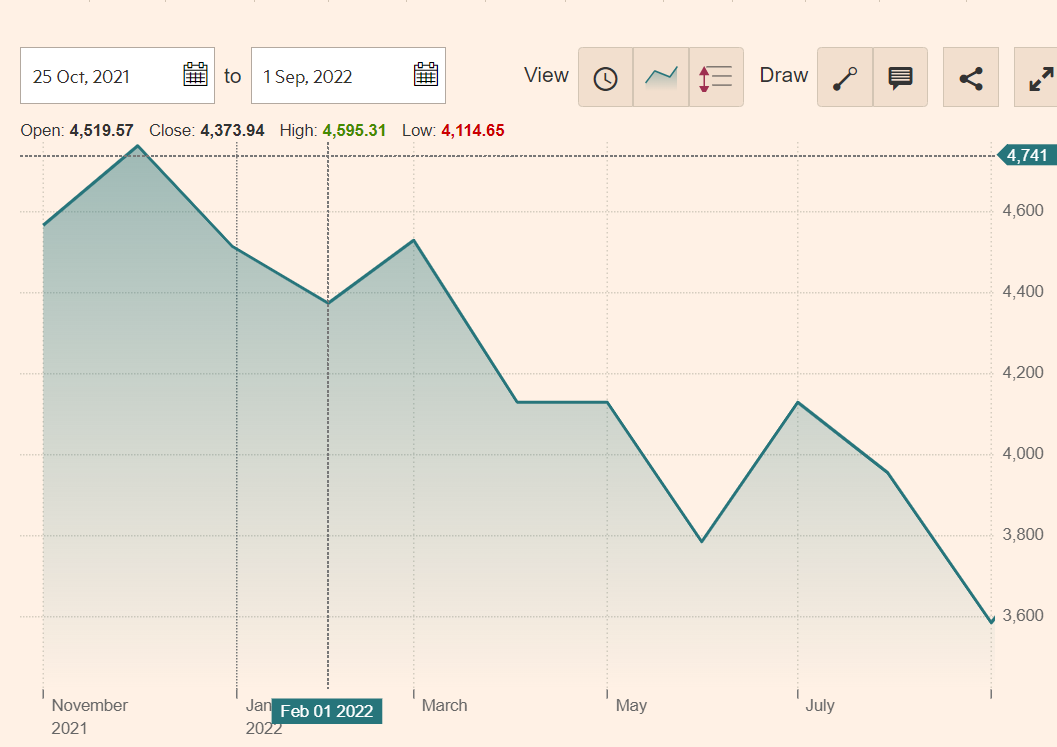 25 Oct, 2021 to 1 Sep, 2022 View Draw
Open: 4,519.57 Close: 4,373.94 High: 4,595.31 Low: 4,114.65
4,741
4,600
4,400
4,200
4,000
3,800
3,600
November Jan March May July
Feb 01 2022
2021 2022